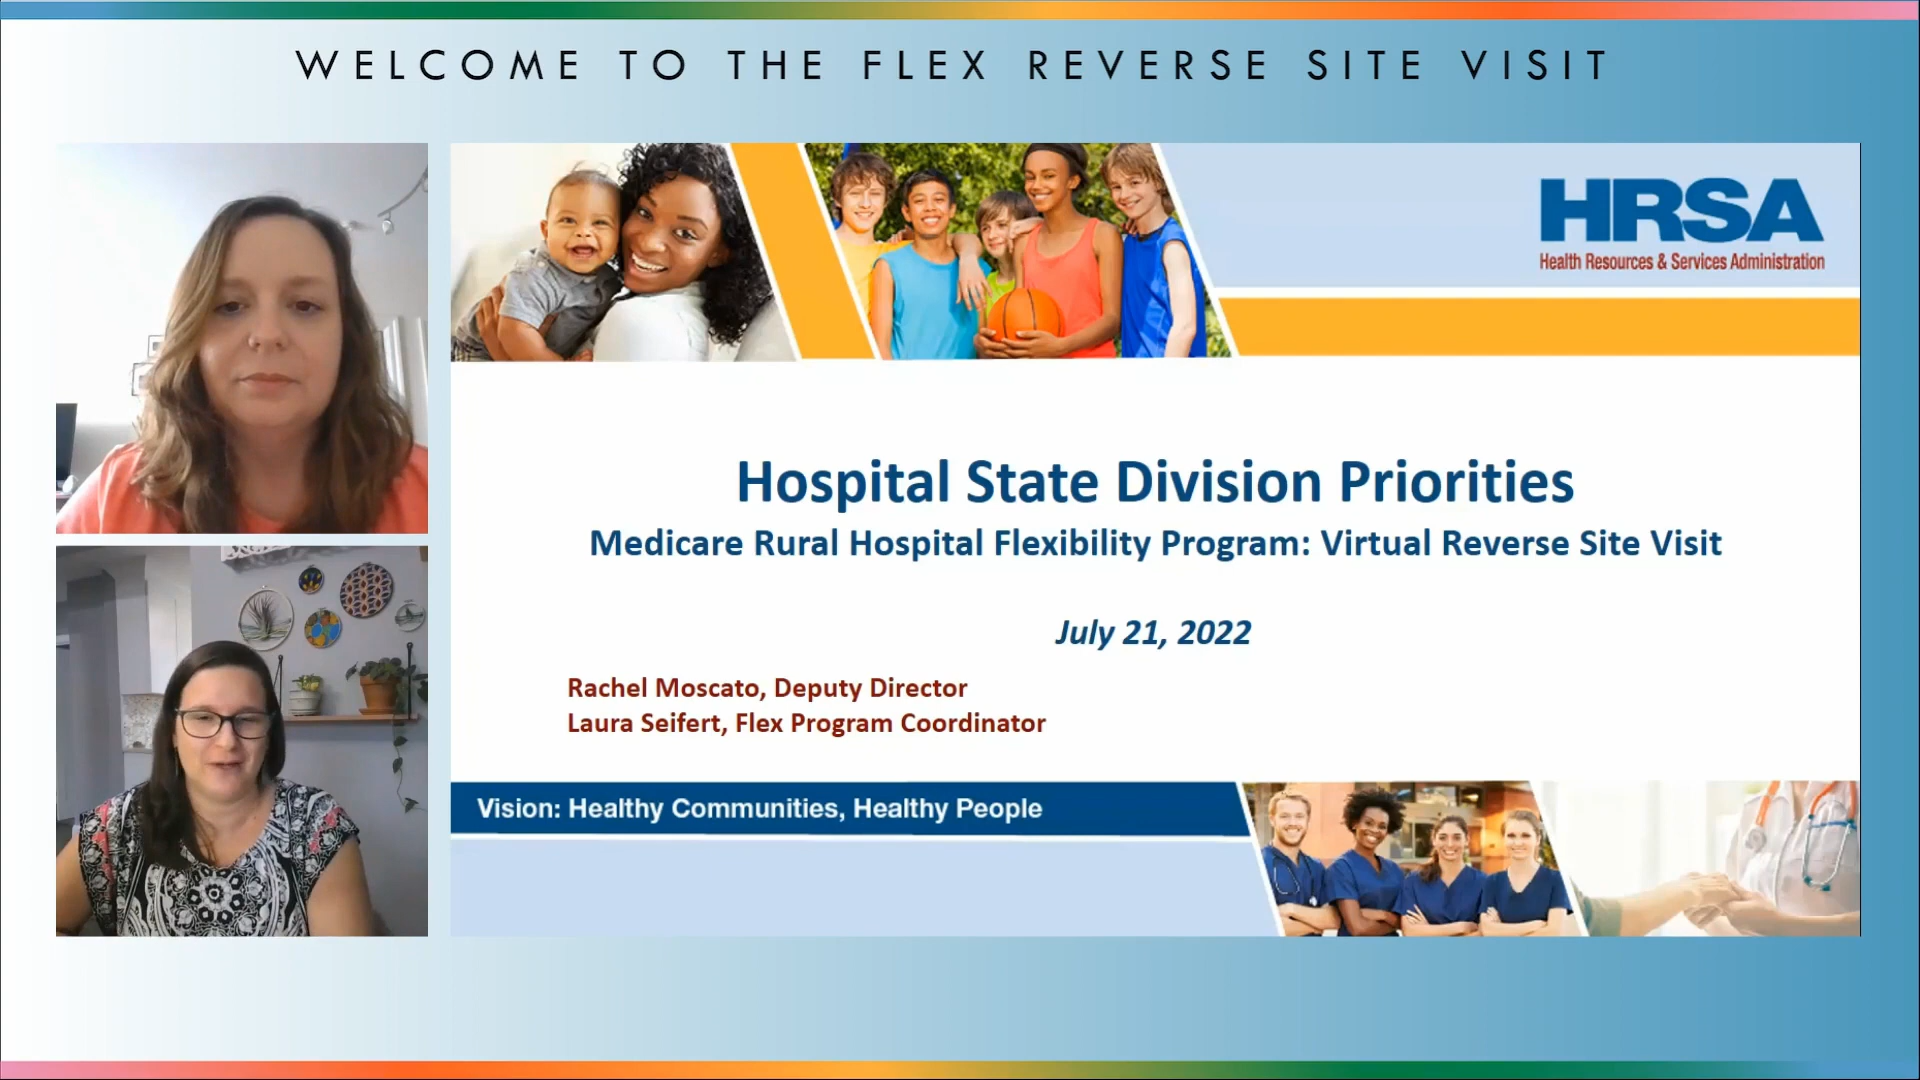 WELCOME TO THE FLEX REVERSE SITE VISIT
HRSA
Health Resources & Services Administration
Hospital State Division Priorities
Medicare Rural Hospital Flexibility Program: Virtual Reverse Site Visit
July 21, 2022
Rachel Moscato, Deputy Director
Laura Seifert, Flex Program Coordinator
Vision: Healthy Communities, Healthy People